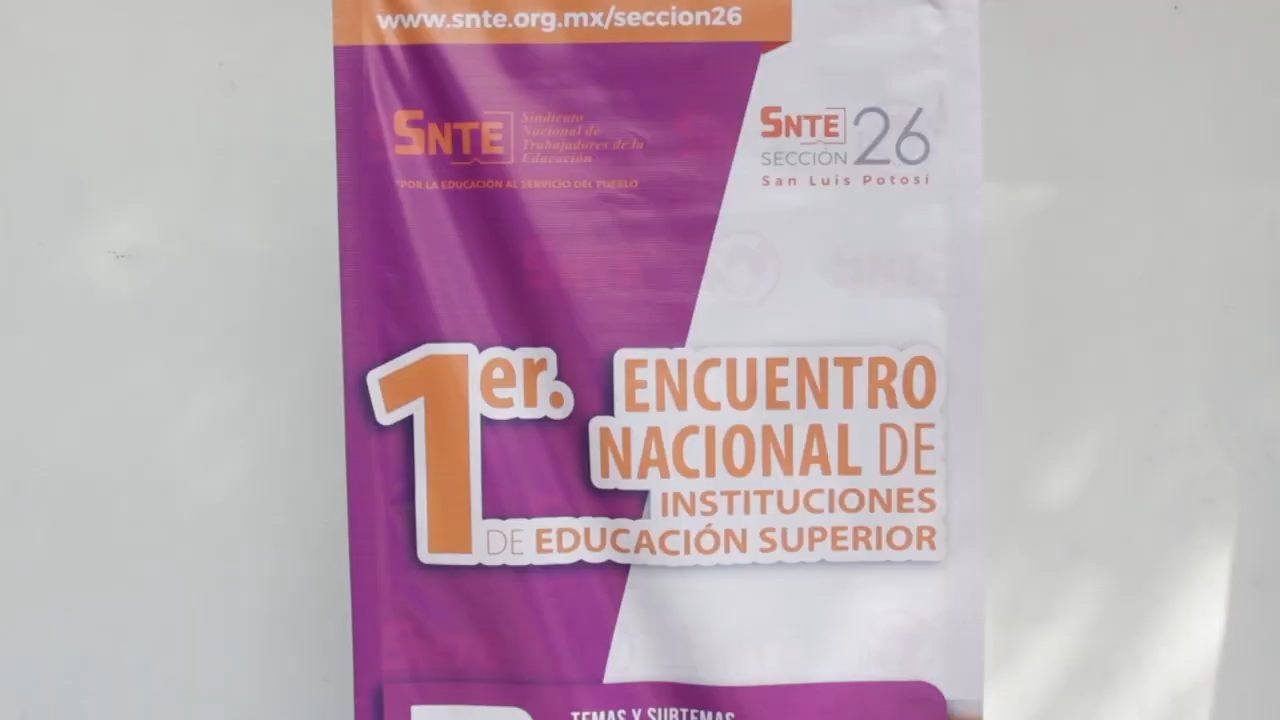 www.snte.org.mx/seccion26
SNTE
Sindicato
Nacional de
Trabajadores de la
Educación
"POR LA EDUCACIÓN AL SERVICIO DEL PUEBLO"
SNTE
SECCIÓN 26
San Luis Potosí
1er. ENCUENTRO
NACIONAL DE
INSTITUCIONES
DE EDUCACIÓN SUPERIOR
TEMAS Y SUBTEMAS